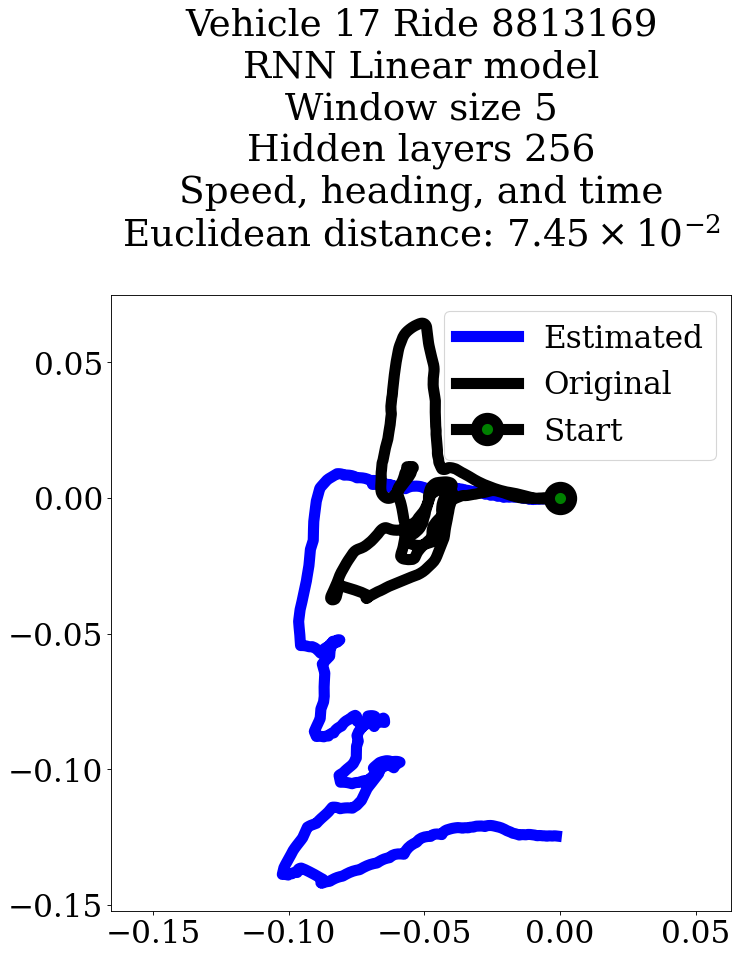 Vehicle 17 Ride 8813169
RNN Linear model
Window size 5
Hidden layers 256
Speed, heading, and time
Euclidean distance: 7.45 × 10⁻²
Estimated
Original
Start
0.05
0.00
−0.05
−0.10
−0.15
−0.15 −0.10 −0.05 0.00 0.05